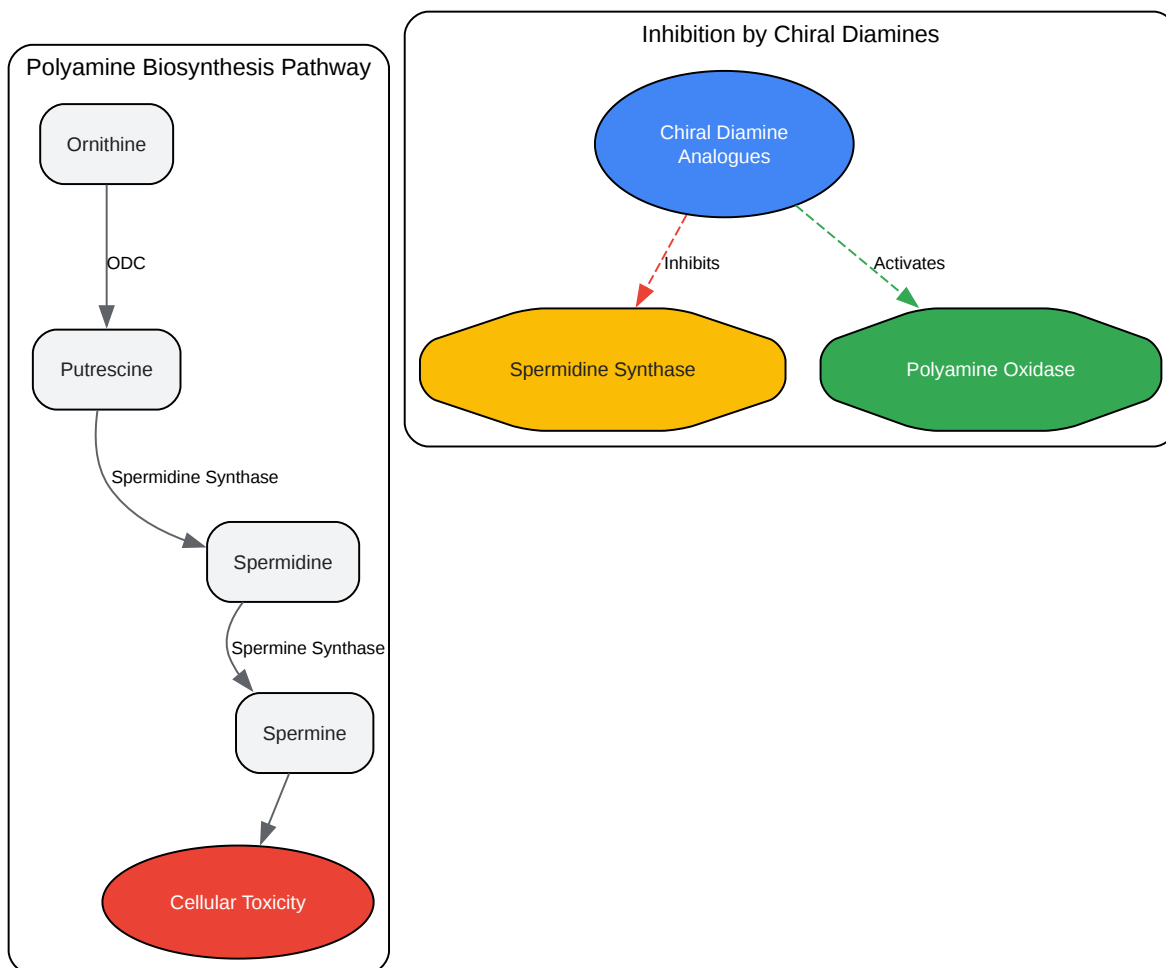 Polyamine Biosynthesis Pathway
Ornithine
ODC
Putrescine
Spermidine Synthase
Spermidine
Spermine Synthase
Spermine
Cellular Toxicity
Inhibition by Chiral Diamines
Chiral Diamine
Analogues
Inhibits
Activates
Spermidine Synthase
Polyamine Oxidase